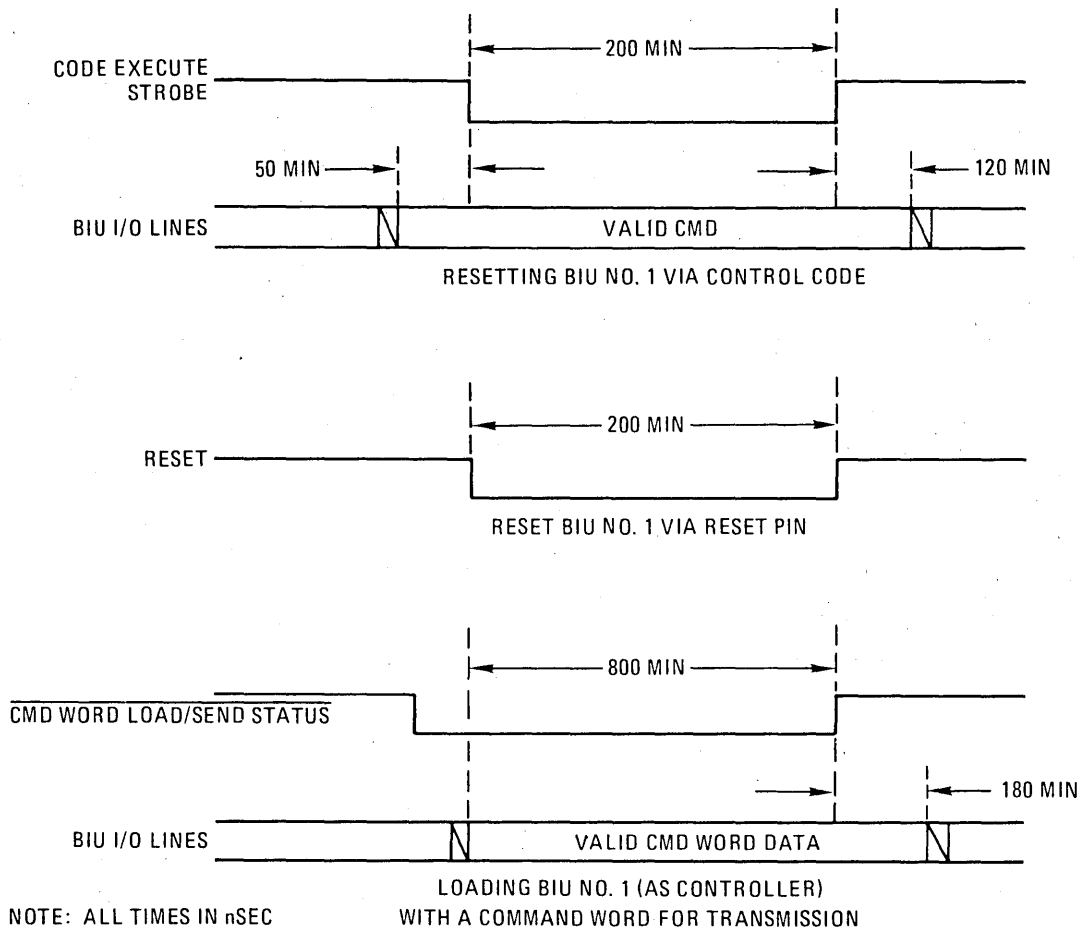 200 MIN
CODE EXECUTE
STROBE
50 MIN
120 MIN
BIU I/O LINES
VALID CMD
RESETTING BIU NO. 1 VIA CONTROL CODE
200 MIN
RESET
RESET BIU NO. 1 VIA RESET PIN
800 MIN
CMD WORD LOAD/SEND STATUS
180 MIN
BIU I/O LINES
VALID CMD WORD DATA
LOADING BIU NO. 1 (AS CONTROLLER)
NOTE: ALL TIMES IN nSEC
WITH A COMMAND WORD FOR TRANSMISSION